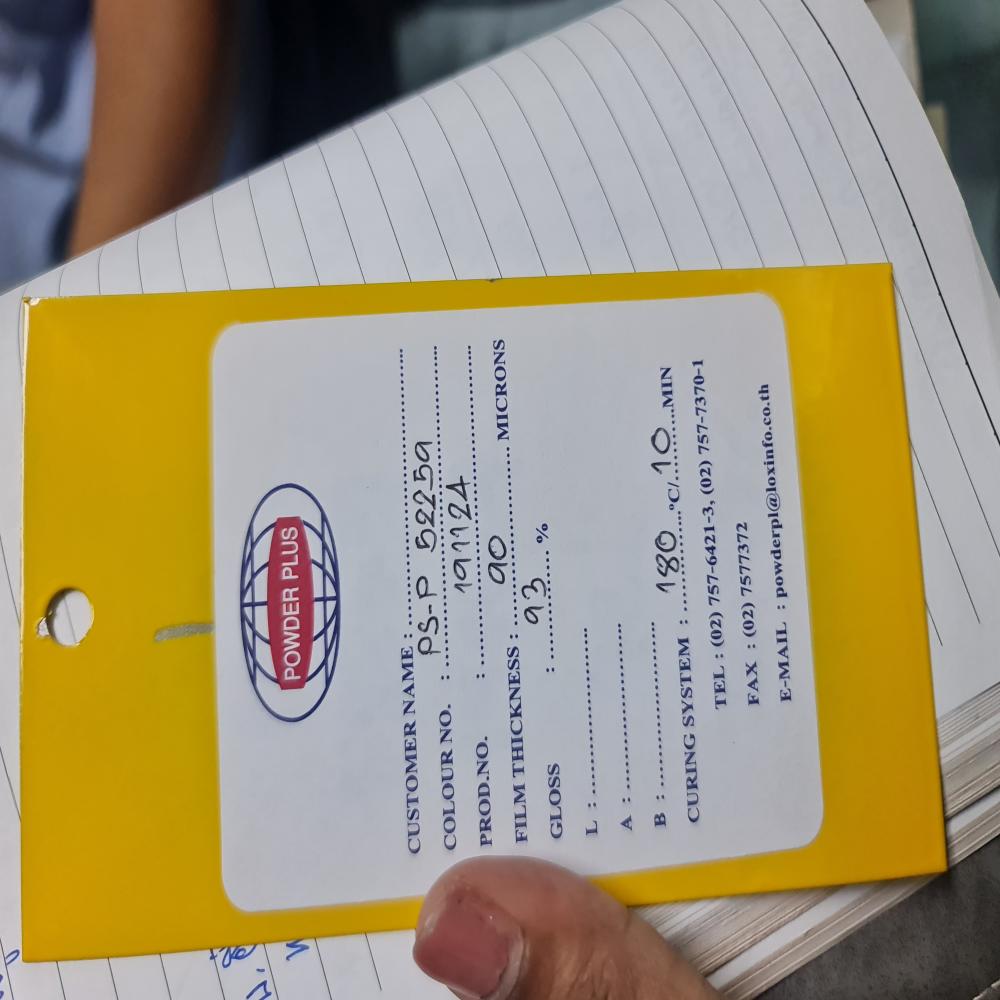 POWDER PLUS
CUSTOMER NAME : ..............................
COLOUR NO. : PS-P 52259
PROD.NO. : 191124
FILM THICKNESS : 90 MICRONS
GLOSS : 93 %
L : ..............................
A : ..............................
B : ..............................
CURING SYSTEM : 180 °C/ 10 MIN
TEL : (02) 757-6421-3, (02) 757-7370-1
FAX : (02) 7577372
E-MAIL : powderpl@loxinfo.co.th